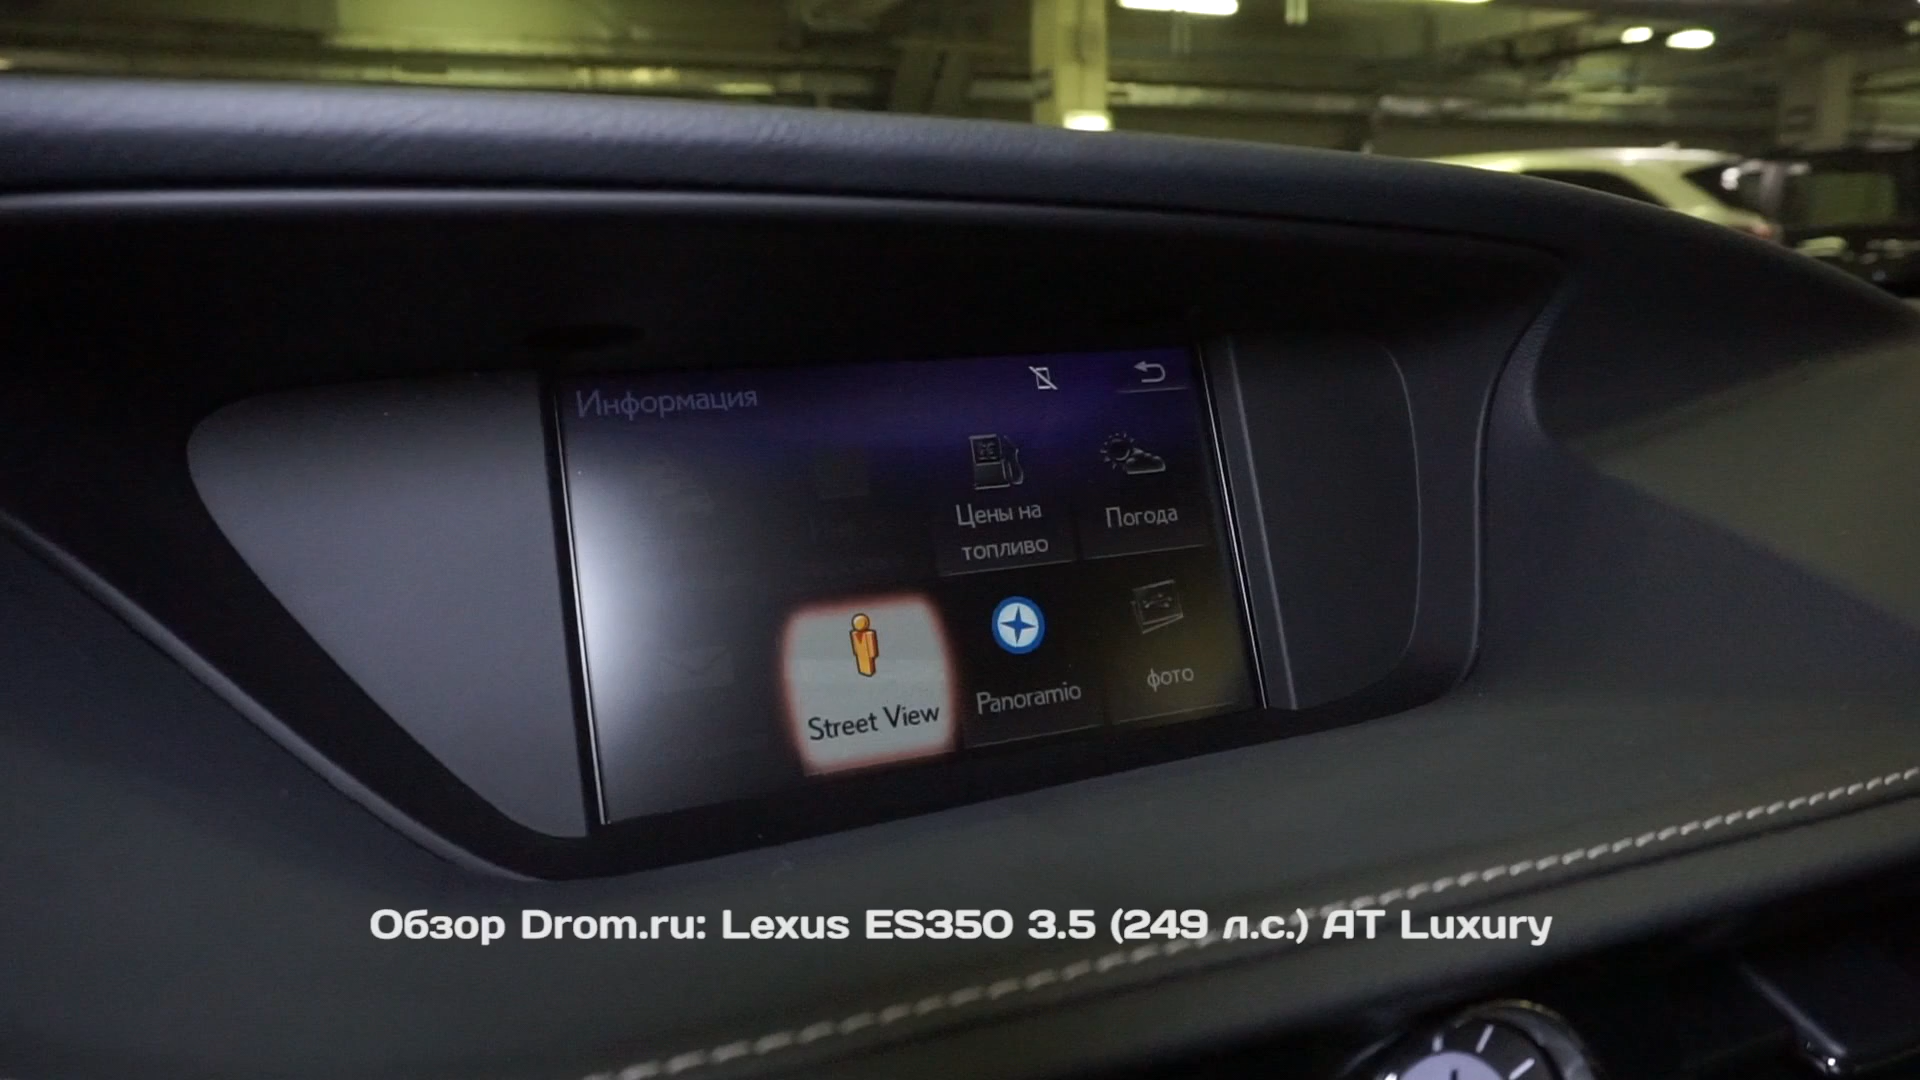 Информация
Цены на
топливо
Погода
Street View
Panoramio
фото
Обзор Drom.ru: Lexus ES350 3.5 (249 л.с.) AT Luxury